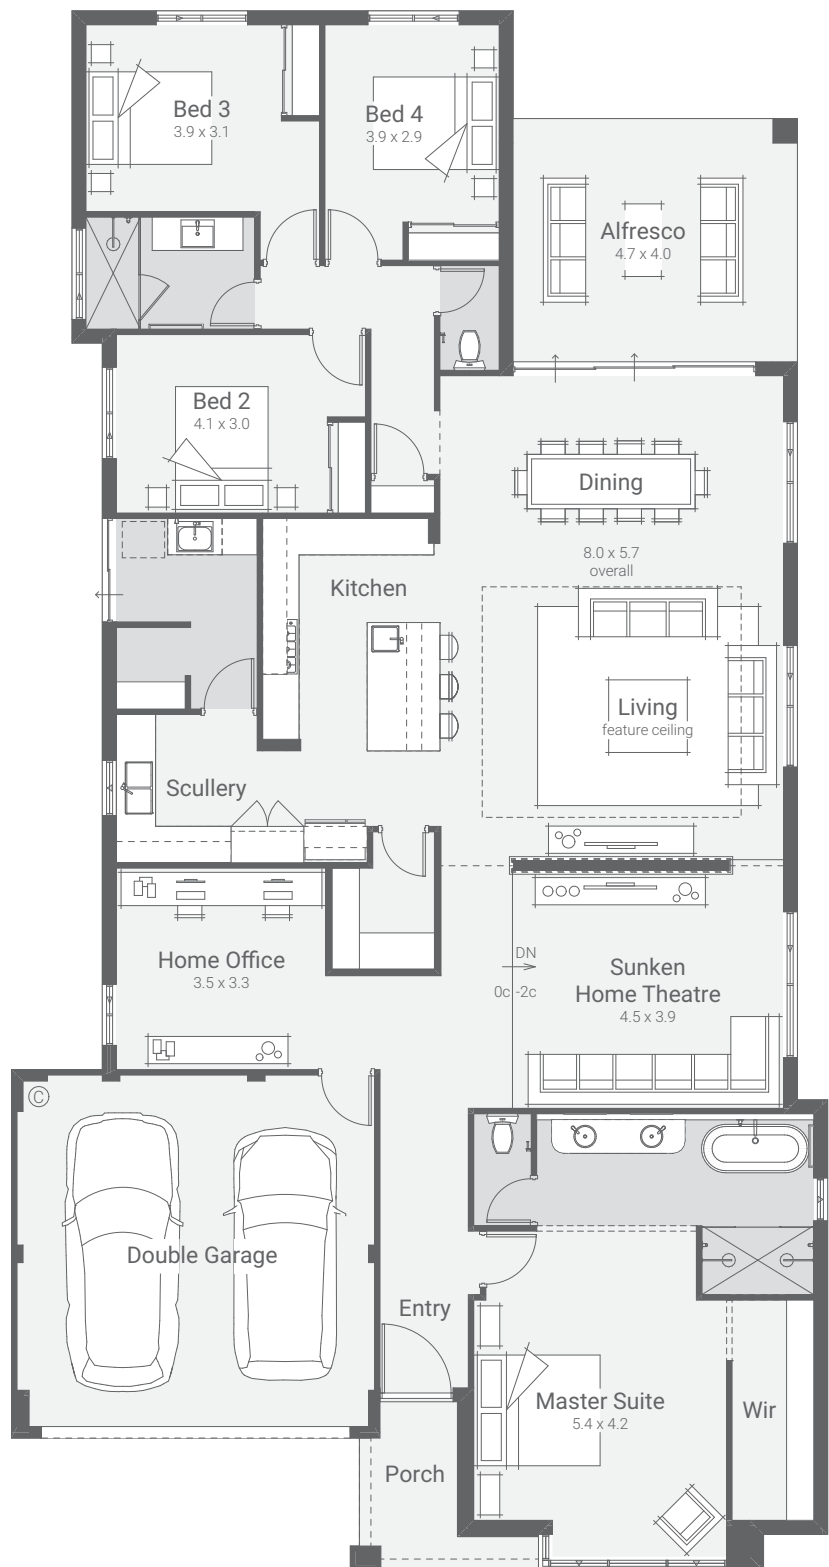 Bed 3
3.9 x 3.1
Bed 4
3.9 x 2.9
Alfresco
4.7 x 4.0
Bed 2
4.1 x 3.0
Dining
8.0 x 5.7
overall
Kitchen
Living
feature ceiling
Scullery
Home Office
3.5 x 3.3
DN
0c -2c
Sunken
Home Theatre
4.5 x 3.9
C
Double Garage
Entry
Master Suite
5.4 x 4.2
Wir
Porch